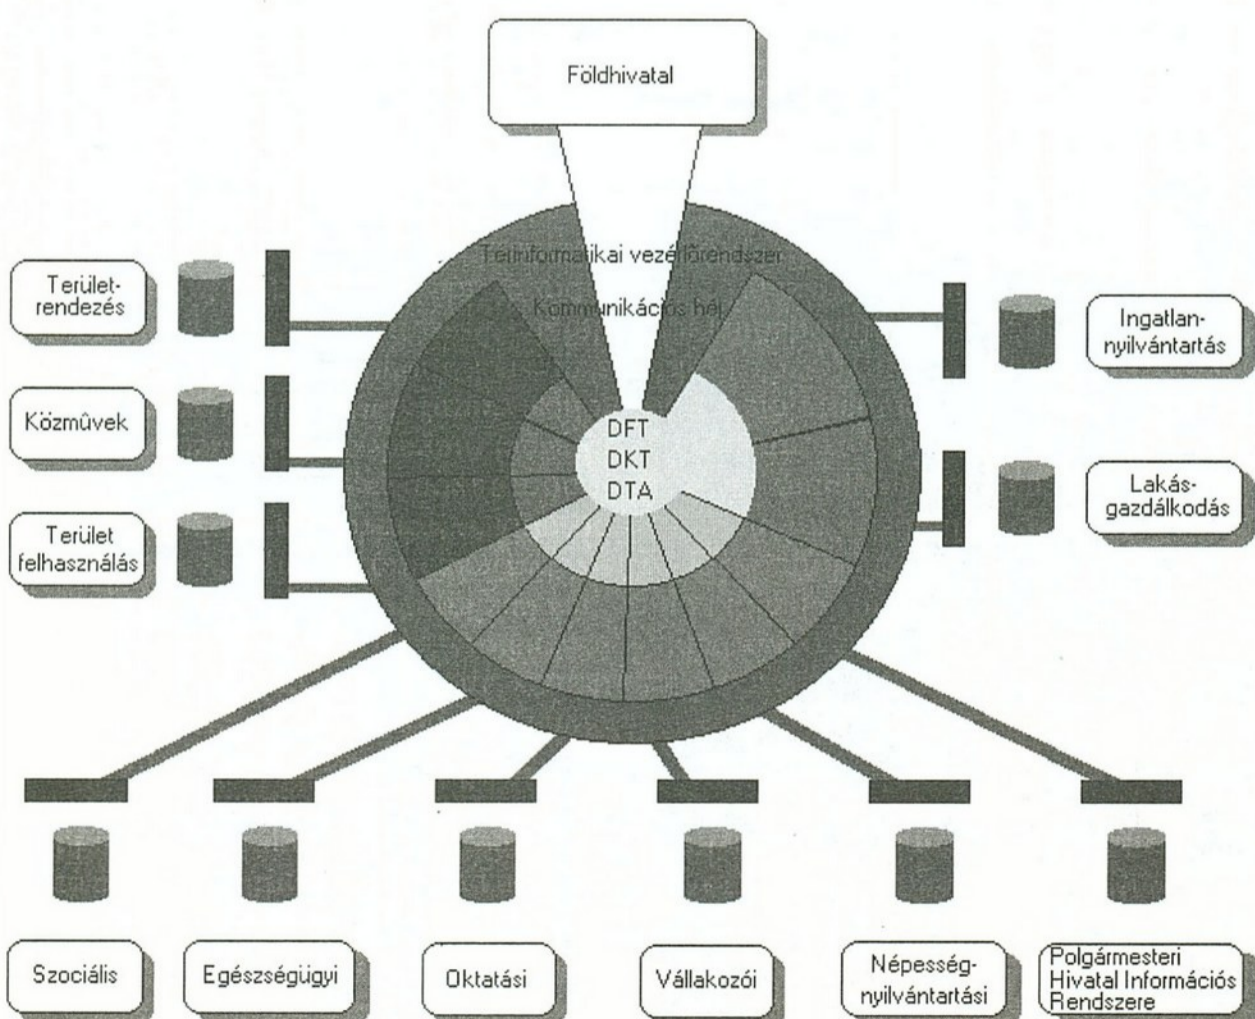 Földhivatal
Térinformatikai vezérlőrendszer
Kommunikációs héj
Terület-
rendezés
Ingatlan-
nyilvántartás
Közmûvek
DFT
DKT
DTA
Lakás-
gazdálkodás
Terület
felhasználás
Szociális
Egészségügyi
Oktatási
Vállakozói
Népesség-
nyilvántartási
Polgármesteri
Hivatal Információs
Rendszere